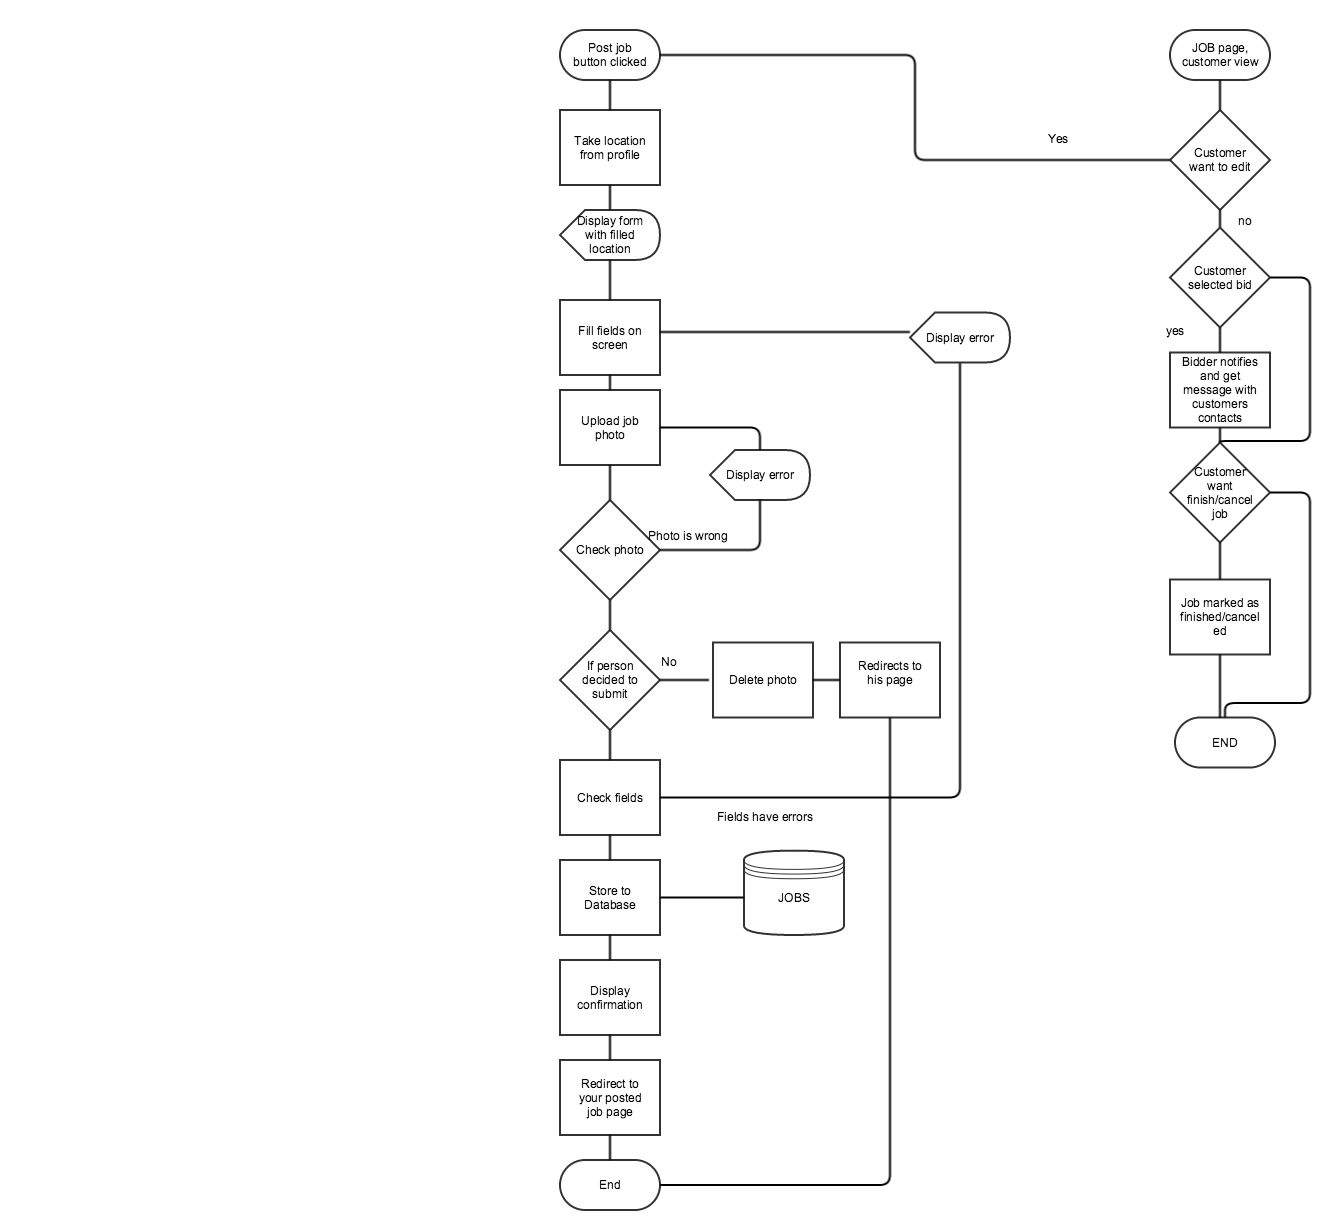 Post job
button clicked
Take location
from profile
Display form
with filled
location
Fill fields on
screen
Display error
Upload job
photo
Display error
Photo is wrong
Check photo
If person
decided to
submit
No
Delete photo
Redirects to
his page
Check fields
Fields have errors
Store to
Database
JOBS
Display
confirmation
Redirect to
your posted
job page
End
JOB page,
customer view
Yes
Customer
want to edit
no
Customer
selected bid
yes
Bidder notifies
and get
message with
customers
contacts
Customer
want
finish/cancel
job
Job marked as
finished/cancel
ed
END